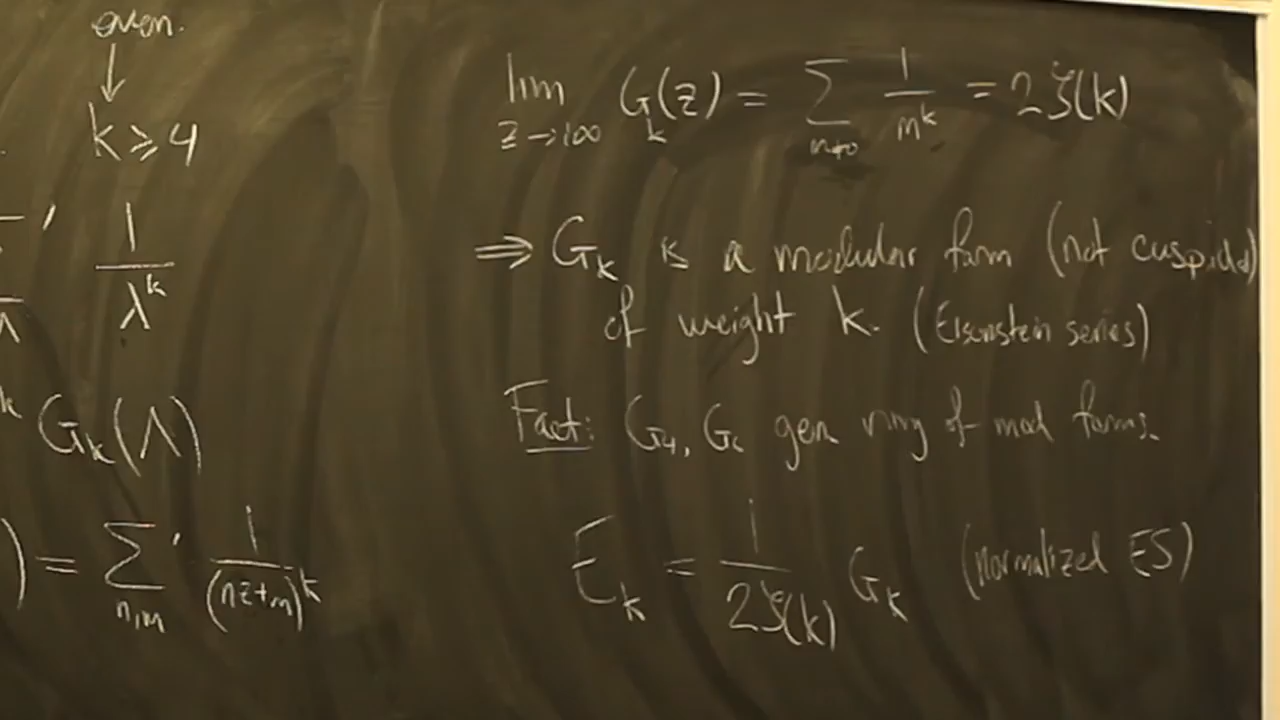 even.
↓
k ⩾ 4
′ 1/λ^k
k G_k(Λ)
) = ∑′_{n,m} 1/(nz+m)^k
lim_{z→i∞} G_k(z) = ∑_{m≠0} 1/m^k = 2ζ(k)
⇒ G_k is a modular form (not cuspidal)
of weight k. (Eisenstein series)
Fact: G_4, G_6 gen ring of mod forms.
E_k = 1/2ζ(k) G_k (normalized ES)